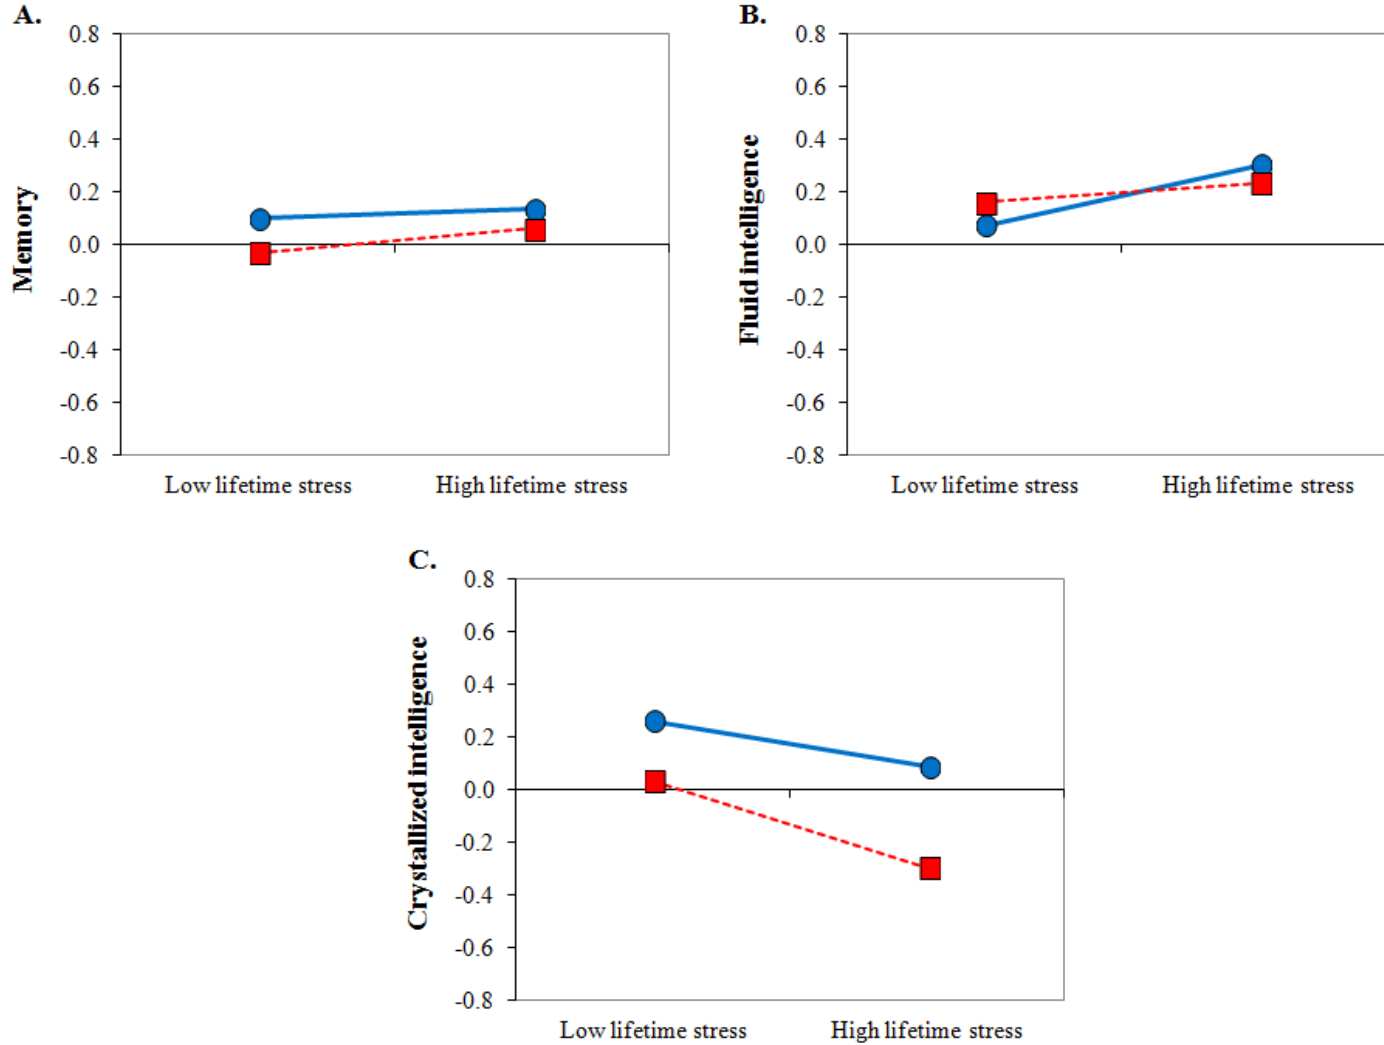 A.
0.8
0.6
0.4
0.2
0.0
-0.2
-0.4
-0.6
-0.8
Memory
Low lifetime stress
High lifetime stress
B.
0.8
0.6
0.4
0.2
0.0
-0.2
-0.4
-0.6
-0.8
Fluid intelligence
Low lifetime stress
High lifetime stress
C.
0.8
0.6
0.4
0.2
0.0
-0.2
-0.4
-0.6
-0.8
Crystallized intelligence
Low lifetime stress
High lifetime stress